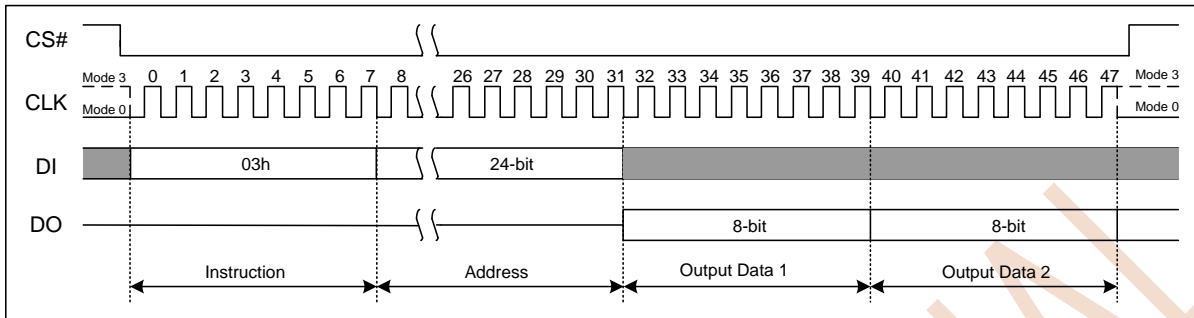 CS#
Mode 3 0 1 2 3 4 5 6 7 8 26 27 28 29 30 31 32 33 34 35 36 37 38 39 40 41 42 43 44 45 46 47 Mode 3
CLK
Mode 0 Mode 0
DI 03h 24-bit
DO 8-bit 8-bit
Instruction Address Output Data 1 Output Data 2